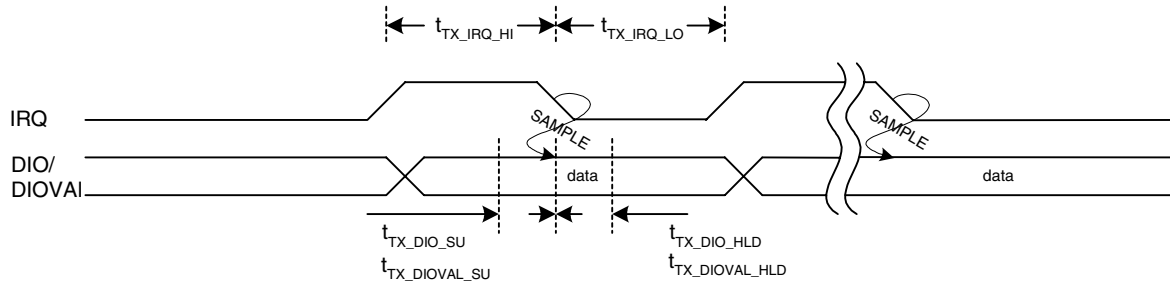 tTX_IRQ_HI tTX_IRQ_LO
IRQ
SAMPLE SAMPLE
DIO/
DIOVAl
data data
tTX_DIO_SU tTX_DIO_HLD
tTX_DIOVAL_SU tTX_DIOVAL_HLD